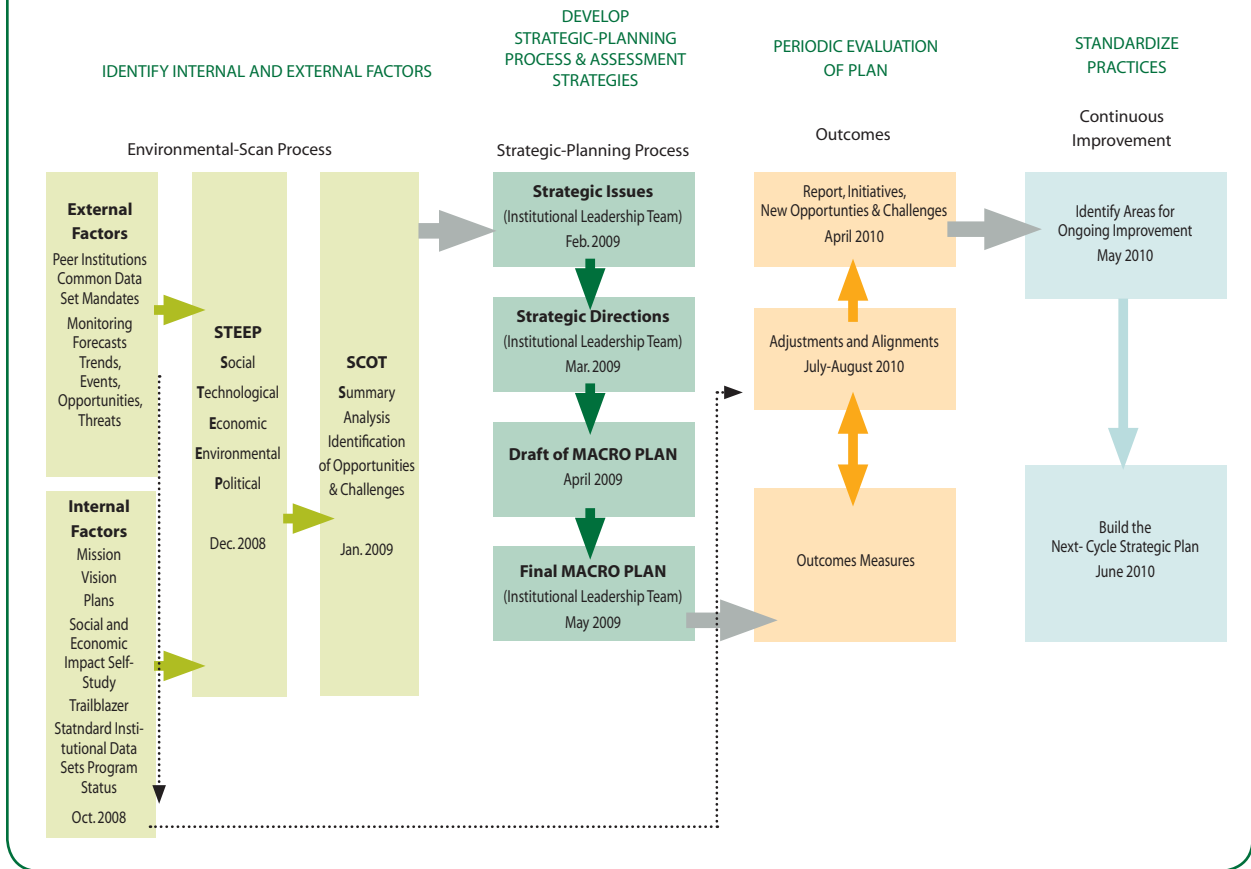 IDENTIFY INTERNAL AND EXTERNAL FACTORS
DEVELOP
STRATEGIC-PLANNING
PROCESS & ASSESSMENT
STRATEGIES
PERIODIC EVALUATION
OF PLAN
STANDARDIZE
PRACTICES
Environmental-Scan Process
Strategic-Planning Process
Outcomes
Continuous
Improvement
External
Factors
Peer Institutions
Common Data
Set Mandates
Monitoring
Forecasts
Trends,
Events,
Opportunities,
Threats
Internal
Factors
Mission
Vision
Plans
Social and
Economic
Impact Self-
Study
Trailblazer
Statndard Insti-
tutional Data
Sets Program
Status
Oct. 2008
STEEP
Social
Technological
Economic
Environmental
Political
Dec. 2008
SCOT
Summary
Analysis
Identification
of Opportunities
& Challenges
Jan. 2009
Strategic Issues
(Institutional Leadership Team)
Feb. 2009
Strategic Directions
(Institutional Leadership Team)
Mar. 2009
Draft of MACRO PLAN
April 2009
Final MACRO PLAN
(Institutional Leadership Team)
May 2009
Report, Initiatives,
New Opportunties & Challenges
April 2010
Adjustments and Alignments
July-August 2010
Outcomes Measures
Identify Areas for
Ongoing Improvement
May 2010
Build the
Next- Cycle Strategic Plan
June 2010